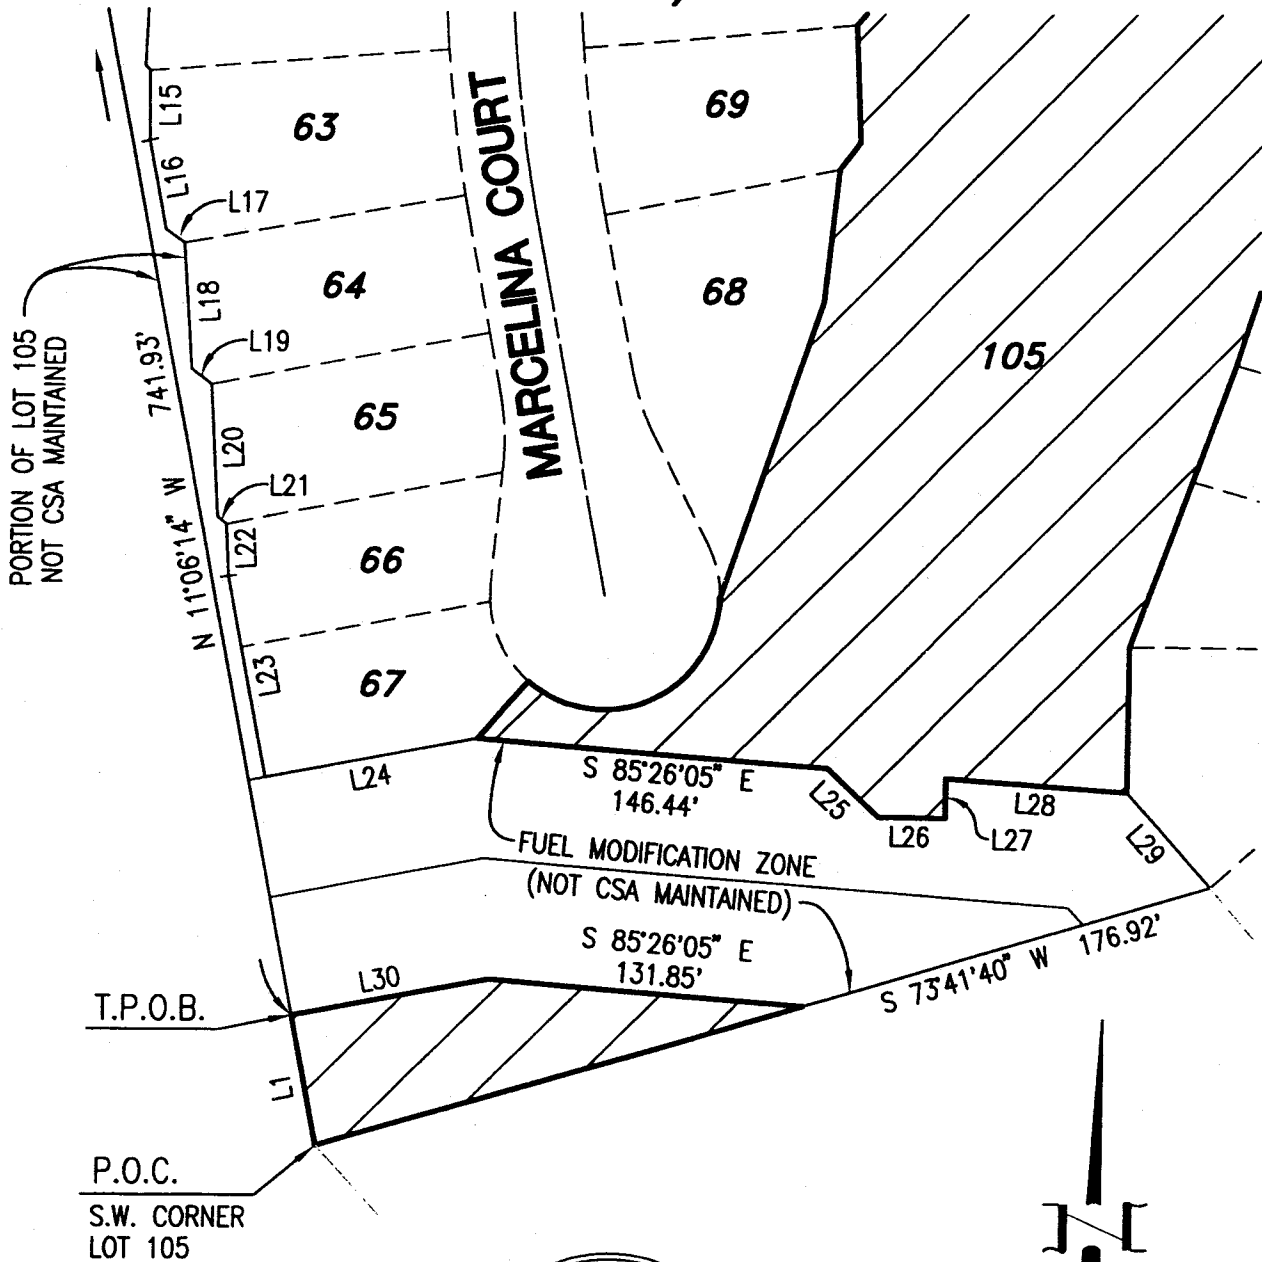 63
69
L15
L16
L17
MARCELINA COURT
64
68
L18
L19
PORTION OF LOT 105
NOT CSA MAINTAINED
741.93'
105
65
L20
L21
N 11°06'14" W
L22
66
67
L23
L24
S 85°26'05" E
146.44'
L25
L26
L27
L28
L29
FUEL MODIFICATION ZONE
(NOT CSA MAINTAINED)
S 85°26'05" E
131.85'
L30
S 73°41'40" W 176.92'
T.P.O.B.
L1
P.O.C.
S.W. CORNER
LOT 105
N